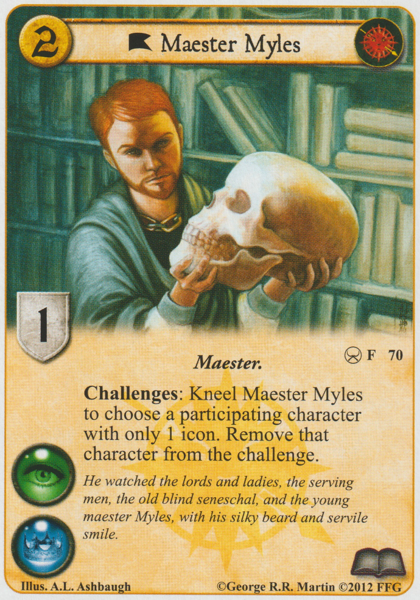 2
Maester Myles
1
F 70
Maester.
Challenges: Kneel Maester Myles
to choose a participating character
with only 1 icon. Remove that
character from the challenge.
He watched the lords and ladies, the serving
men, the old blind seneschal, and the young
maester Myles, with his silky beard and servile
smile.
Illus. A.L. Ashbaugh
©George R.R. Martin ©2012 FFG